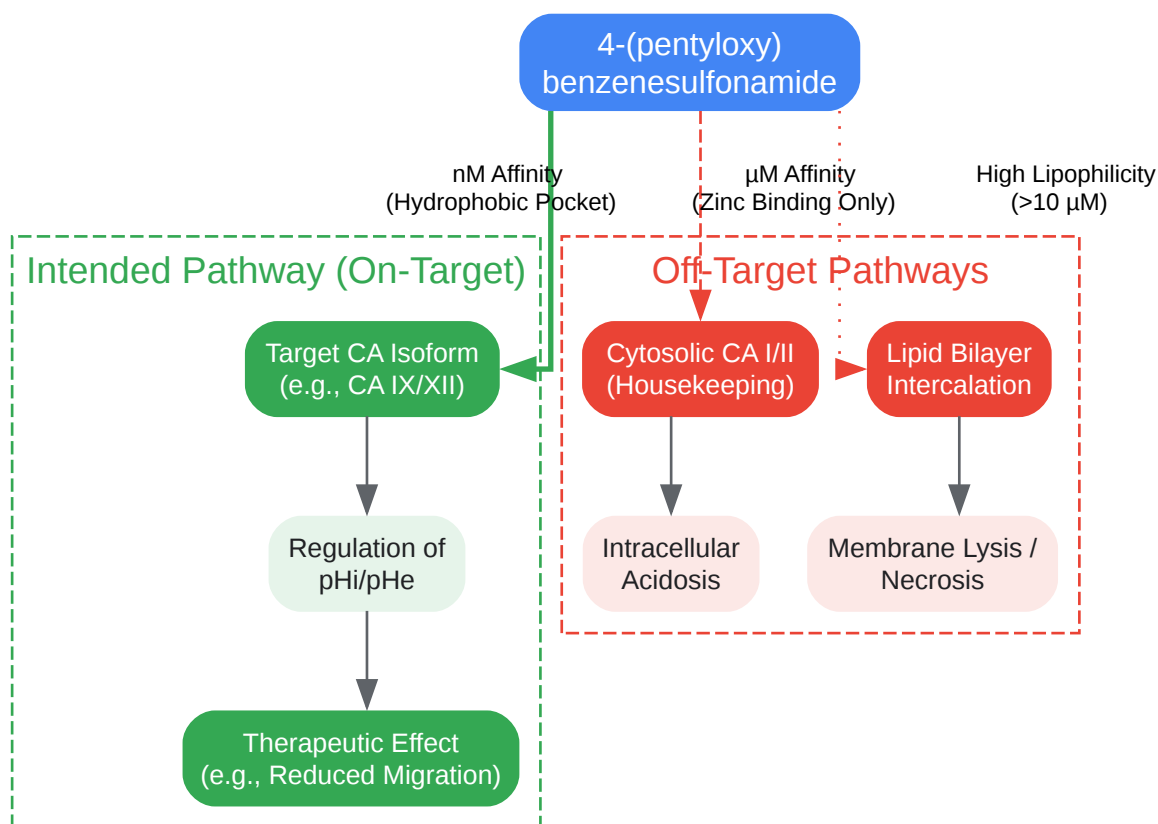 4-(pentyloxy)
benzenesulfonamide
nM Affinity
(Hydrophobic Pocket)
µM Affinity
(Zinc Binding Only)
High Lipophilicity
(>10 µM)
Intended Pathway (On-Target)
Off-Target Pathways
Target CA Isoform
(e.g., CA IX/XII)
Cytosolic CA I/II
(Housekeeping)
Lipid Bilayer
Intercalation
Regulation of
pHi/pHe
Intracellular
Acidosis
Membrane Lysis /
Necrosis
Therapeutic Effect
(e.g., Reduced Migration)